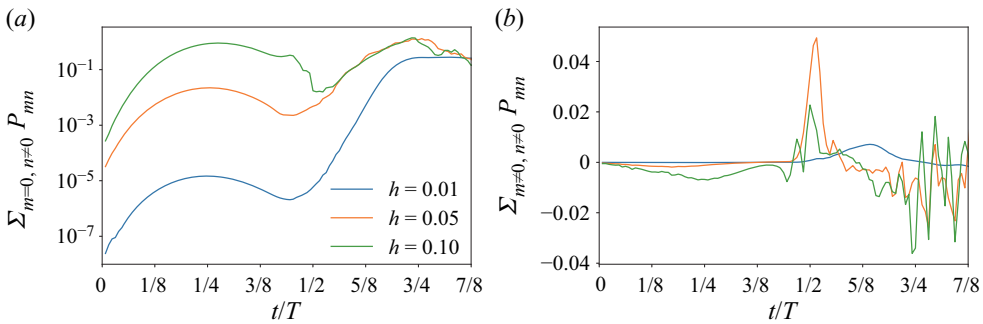 (a)
(b)
10⁻¹
10⁻³
10⁻⁵
10⁻⁷
Σm=0, n≠0 Pmn
h = 0.01
h = 0.05
h = 0.10
0 1/8 1/4 3/8 1/2 5/8 3/4 7/8
t/T
0.04
0.02
0
−0.02
−0.04
Σm≠0, n≠0 Pmn
0 1/8 1/4 3/8 1/2 5/8 3/4 7/8
t/T